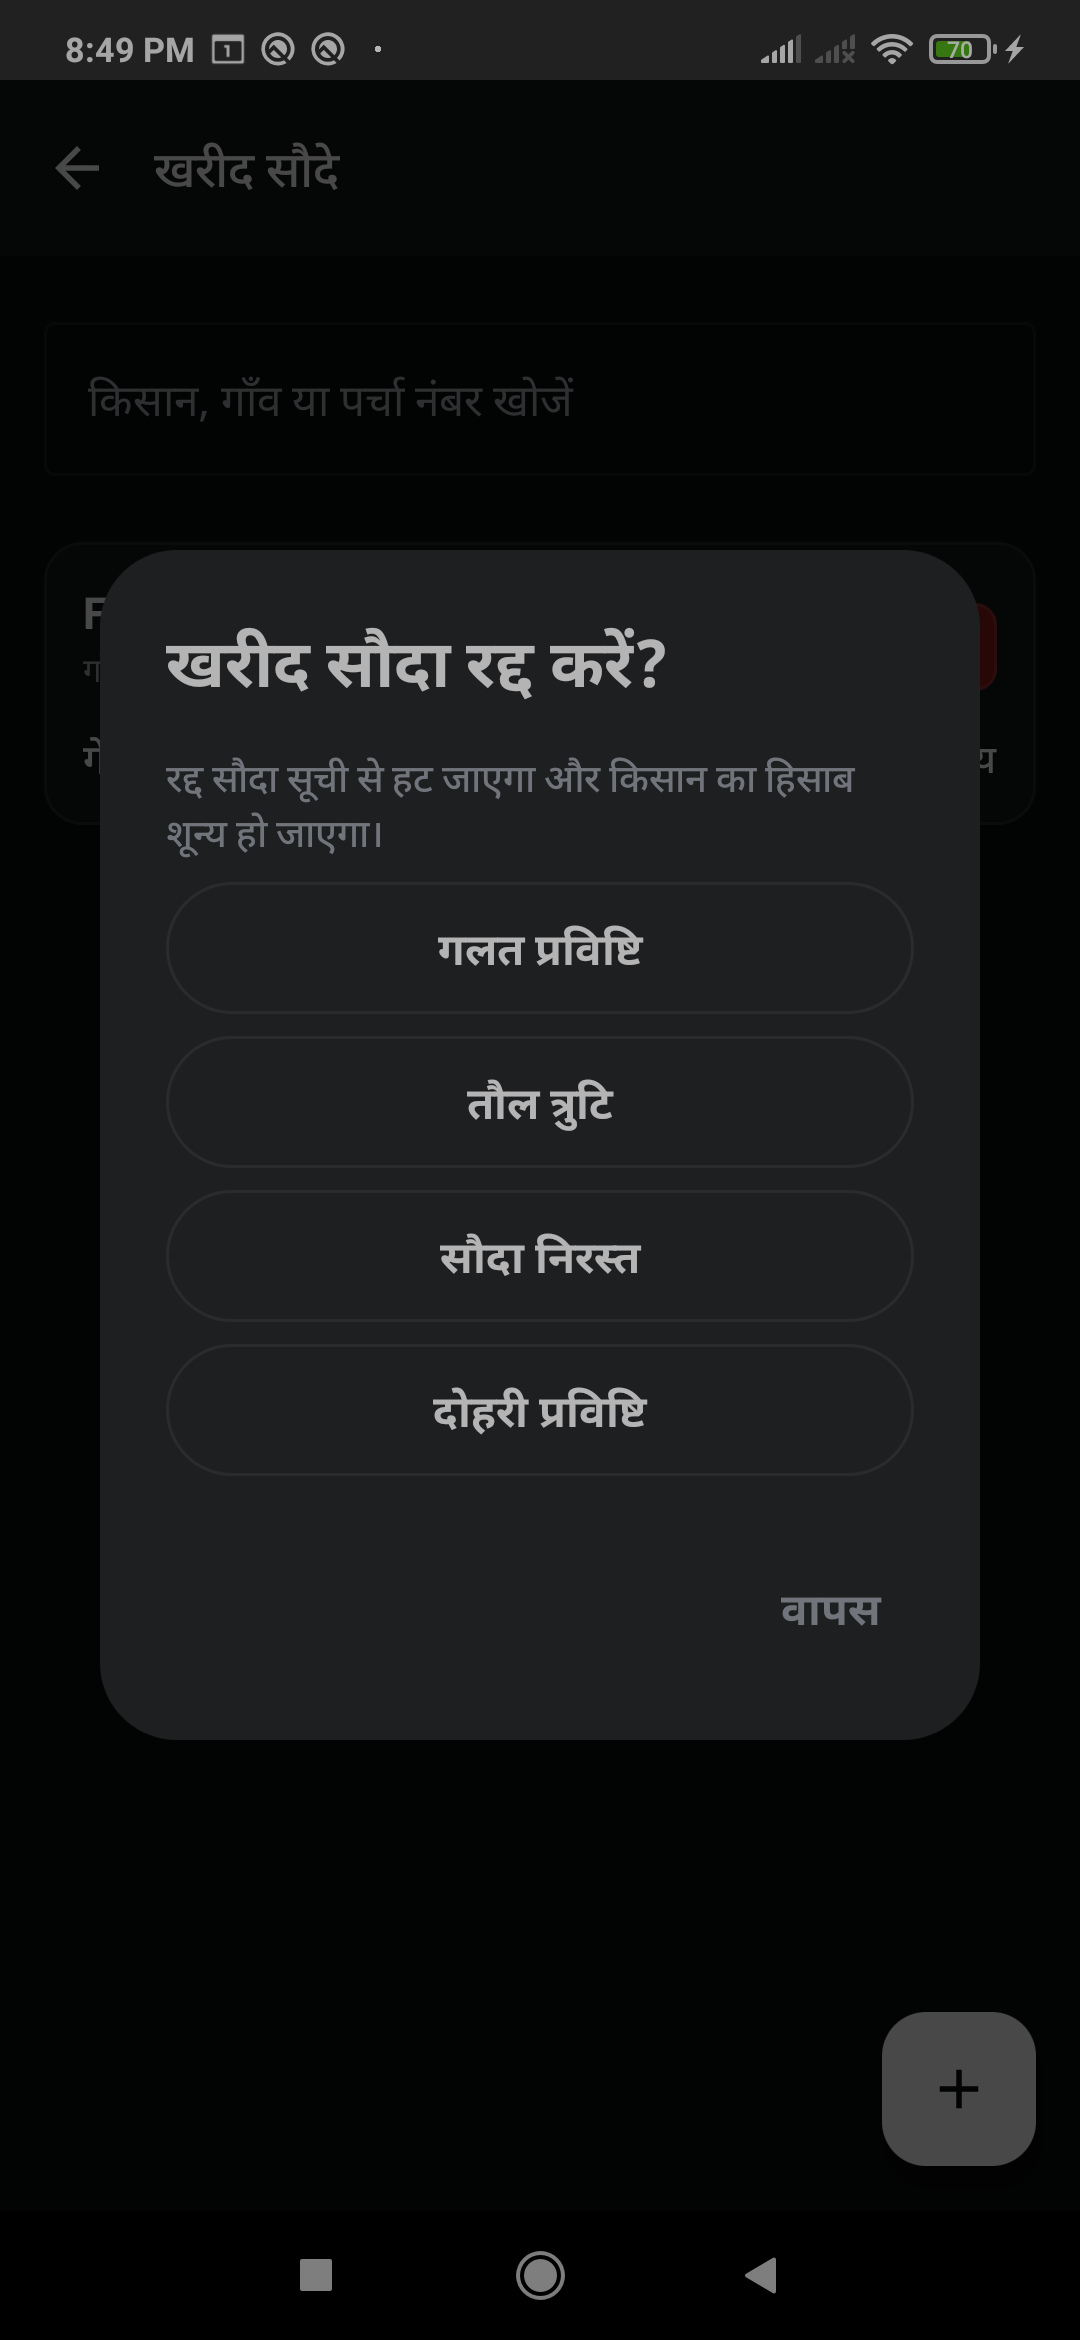 8:49 PM
70
खरीद सौदे
किसान, गाँव या पर्चा नंबर खोजें
खरीद सौदा रद्द करें?
रद्द सौदा सूची से हट जाएगा और किसान का हिसाब
शून्य हो जाएगा।
गलत प्रविष्टि
तौल त्रुटि
सौदा निरस्त
दोहरी प्रविष्टि
वापस